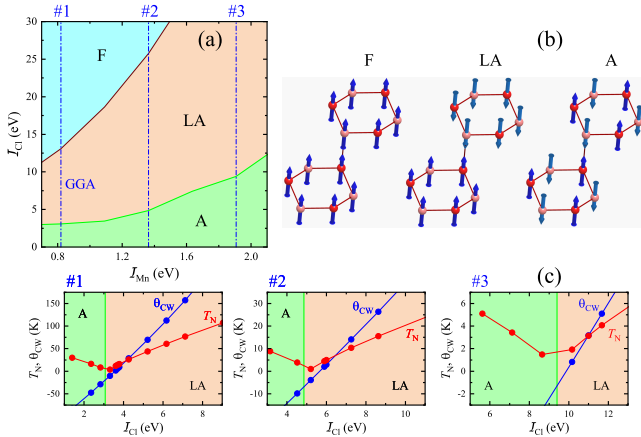 #1 #2 #3
30
25
20
15
10
5
0
I_Cl (eV)
F
(a)
LA
GGA
A
0.8 1.2 1.6 2.0
I_Mn (eV)
(b)
F LA A
#1
150
100
50
0
-50
T_N, θ_CW (K)
A
θ_CW
T_N
LA
2 4 6 8
I_Cl (eV)
#2
30
20
10
0
-10
T_N, θ_CW (K)
A
θ_CW
T_N
LA
4 6 8 10
I_Cl (eV)
#3
(c)
6
4
2
0
-2
T_N, θ_CW (K)
θ_CW
T_N
A
LA
6 8 10 12
I_Cl (eV)